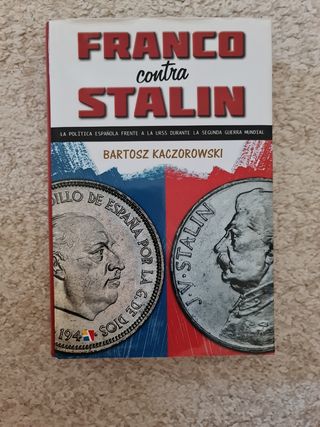 FRANCO
contra
STALIN
LA POLÍTICA ESPAÑOLA FRENTE A LA URSS DURANTE LA SEGUNDA GUERRA MUNDIAL
BARTOSZ KACZOROWSKI
DILLO DE ESPAÑA POR LA G. DE DIOS
194
J·V·STALIN